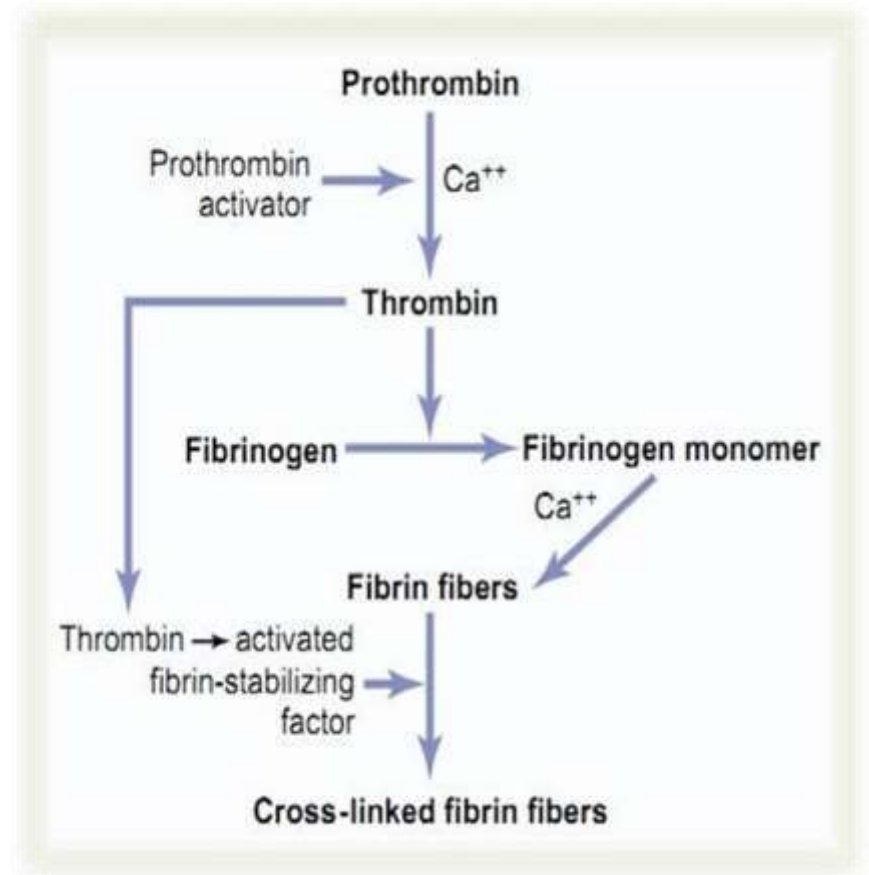 Prothrombin
Prothrombin
activator
Ca++
Thrombin
Fibrinogen
Fibrinogen monomer
Ca++
Fibrin fibers
Thrombin → activated
fibrin-stabilizing
factor
Cross-linked fibrin fibers